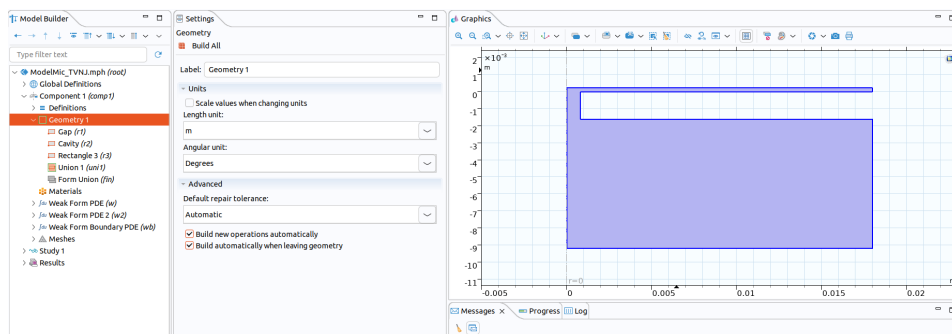 Model Builder
Type filter text
ModelMic_TVNJ.mph (root)
Global Definitions
Component 1 (comp1)
Definitions
Geometry 1
Gap (r1)
Cavity (r2)
Rectangle 3 (r3)
Union 1 (uni1)
Form Union (fin)
Materials
Weak Form PDE (w)
Weak Form PDE 2 (w2)
Weak Form Boundary PDE (wb)
Meshes
Study 1
Results
Settings
Geometry
Build All
Label: Geometry 1
Units
Scale values when changing units
Length unit:
m
Angular unit:
Degrees
Advanced
Default repair tolerance:
Automatic
Build new operations automatically
Build automatically when leaving geometry
Graphics
×10⁻³
m
2
1
0
-1
-2
-3
-4
-5
-6
-7
-8
-9
-10
-11
r=0
-0.005
0
0.005
0.01
0.015
0.02
Messages
Progress
Log